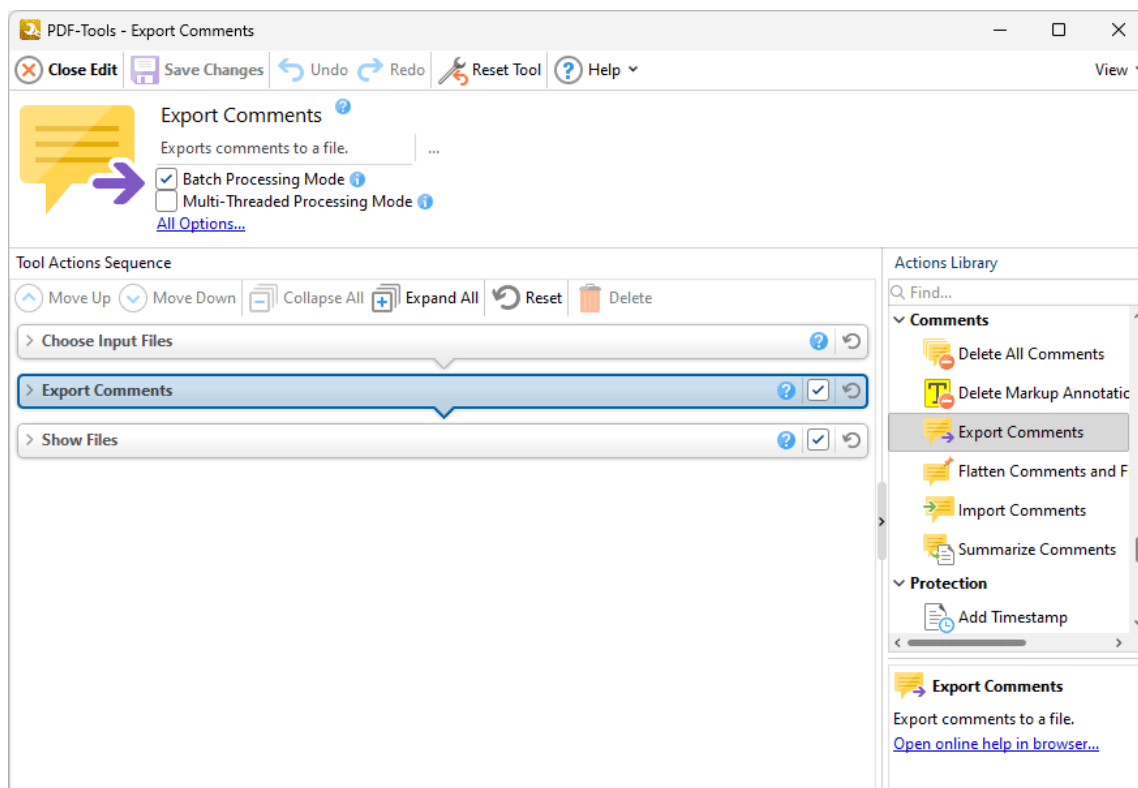 PDF-Tools - Export Comments
Close Edit Save Changes Undo Redo Reset Tool Help View
Export Comments
Exports comments to a file. ...
Batch Processing Mode
Multi-Threaded Processing Mode
All Options...
Tool Actions Sequence
Move Up Move Down Collapse All Expand All Reset Delete
Choose Input Files
Export Comments
Show Files
Actions Library
Find...
Comments
Delete All Comments
Delete Markup Annotatic
Export Comments
Flatten Comments and F
Import Comments
Summarize Comments
Protection
Add Timestamp
Export Comments
Export comments to a file.
Open online help in browser...